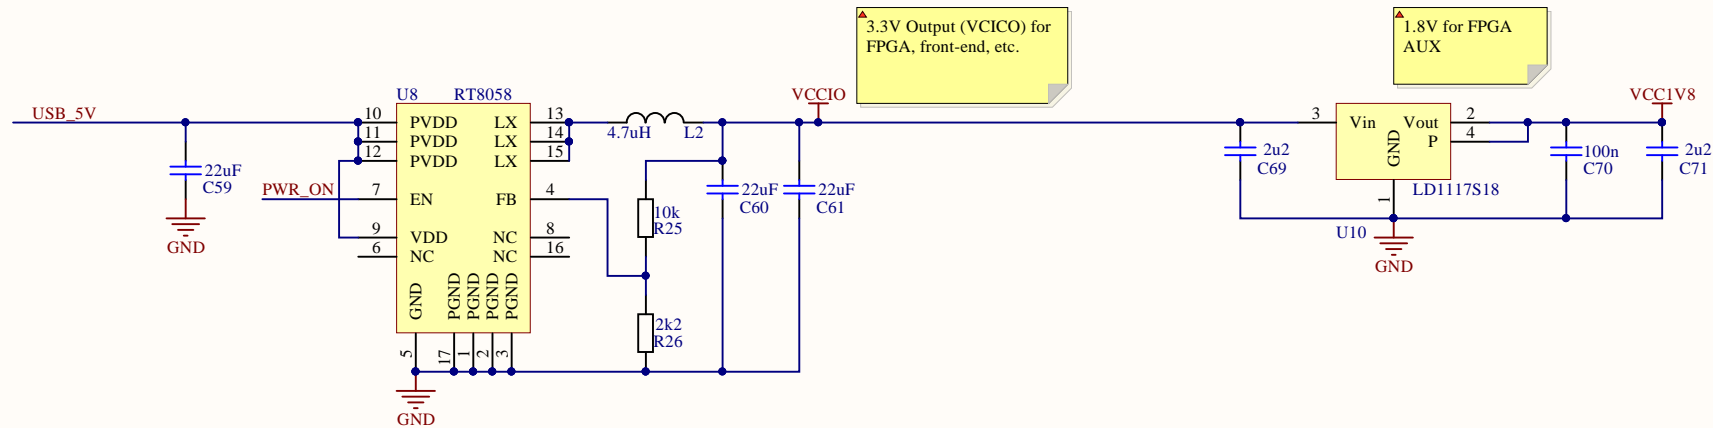 3.3V Output (VCICO) for
FPGA, front-end, etc.
1.8V for FPGA
AUX
U8
RT8058
VCCIO
VCC1V8
USB_5V
10
PVDD
LX
13
11
PVDD
LX
14
12
PVDD
LX
15
4.7uH
L2
3
Vin
Vout
2
P
4
GND
1
LD1117S18
U10
GND
22uF
C59
GND
PWR_ON
7
EN
FB
4
9
VDD
NC
8
6
NC
NC
16
GND
PGND
PGND
PGND
PGND
5
17
1
2
3
GND
10k
R25
2k2
R26
22uF
C60
22uF
C61
2u2
C69
100n
C70
2u2
C71